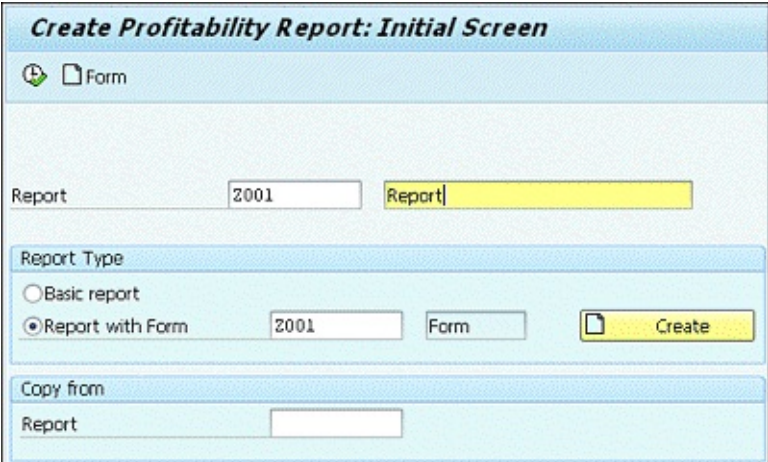 Create Profitability Report: Initial Screen
Form
Report Z001 Report
Report Type
Basic report
Report with Form Z001 Form Create
Copy from
Report